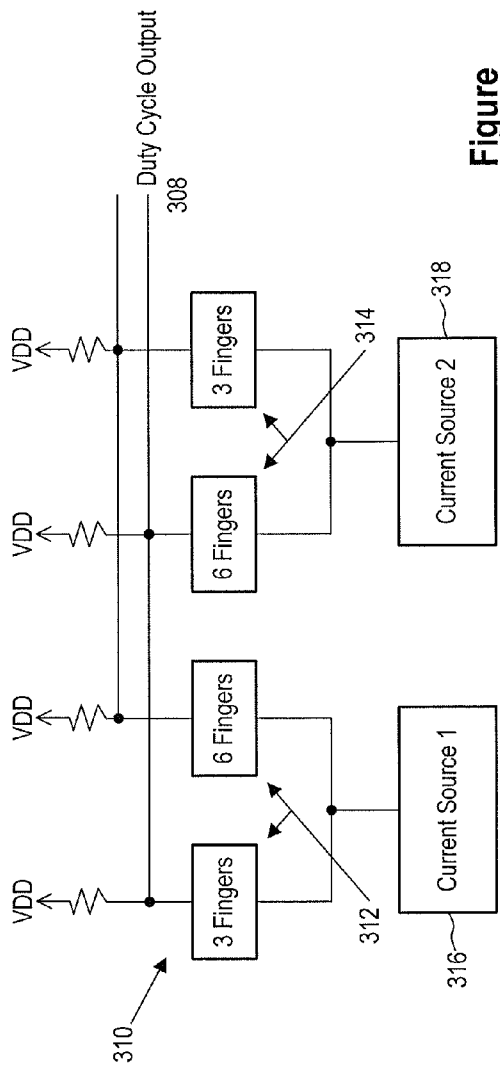 VDD
VDD
VDD
VDD
Duty Cycle Output
308
310
3 Fingers
6 Fingers
6 Fingers
3 Fingers
312
314
Current Source 1
Current Source 2
316
318
Figure